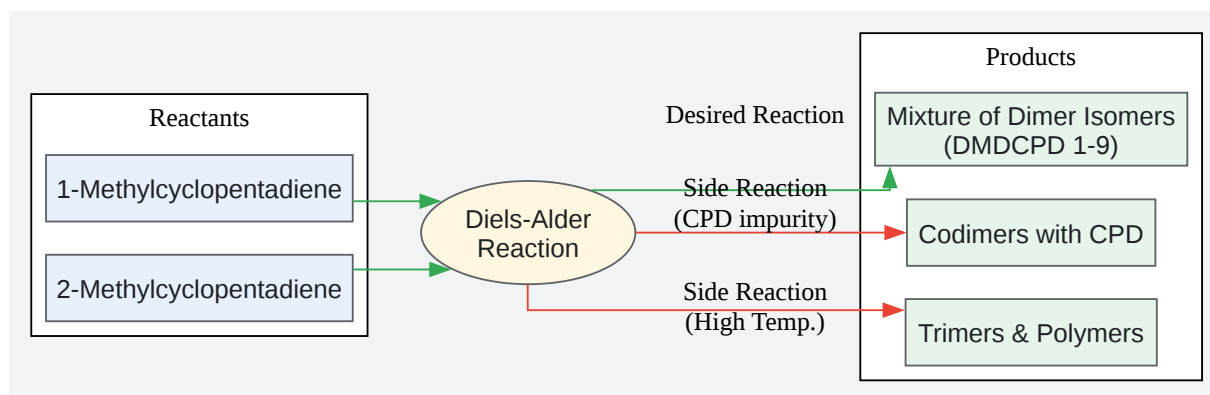 Reactants
1-Methylcyclopentadiene
2-Methylcyclopentadiene
Diels-Alder
Reaction
Desired Reaction
Side Reaction
(CPD impurity)
Side Reaction
(High Temp.)
Products
Mixture of Dimer Isomers
(DMDCPD 1-9)
Codimers with CPD
Trimers & Polymers